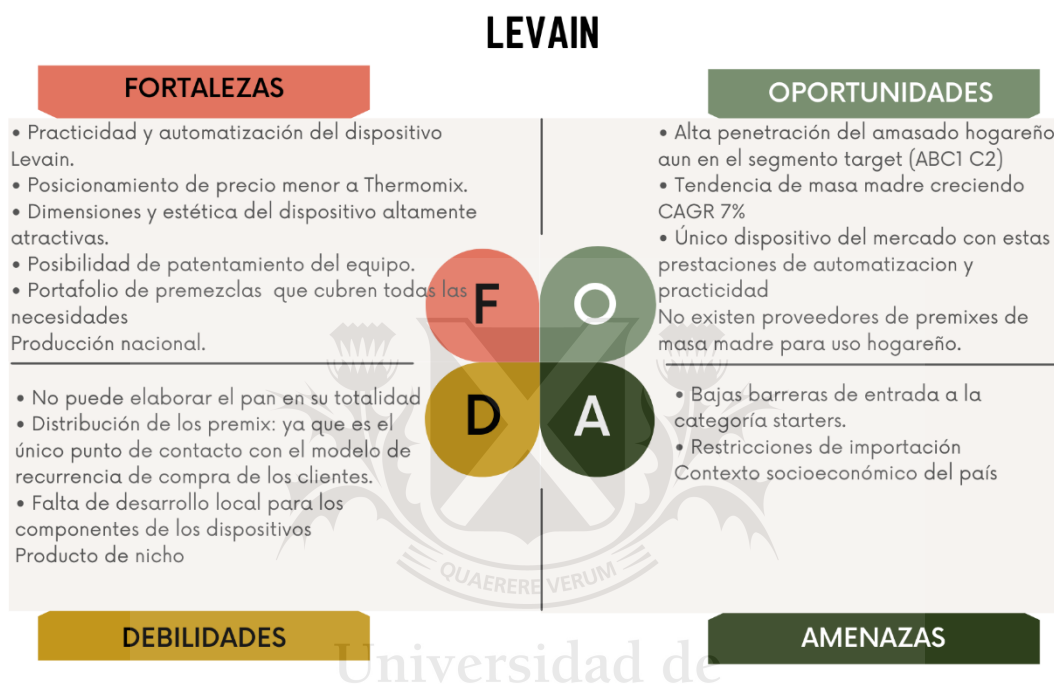 LEVAIN
FORTALEZAS
• Practicidad y automatización del dispositivo
Levain.
• Posicionamiento de precio menor a Thermomix.
• Dimensiones y estética del dispositivo altamente
atractivas.
• Posibilidad de patentamiento del equipo.
• Portafolio de premezclas que cubren todas las
necesidades
Producción nacional.
OPORTUNIDADES
• Alta penetración del amasado hogareño
aun en el segmento target (ABC1 C2)
• Tendencia de masa madre creciendo
CAGR 7%
• Único dispositivo del mercado con estas
prestaciones de automatizacion y
practicidad
No existen proveedores de premixes de
masa madre para uso hogareño.
F
O
D
A
• No puede elaborar el pan en su totalidad
• Distribución de los premix: ya que es el
único punto de contacto con el modelo de
recurrencia de compra de los clientes.
• Falta de desarrollo local para los
componentes de los dispositivos
Producto de nicho
DEBILIDADES
• Bajas barreras de entrada a la
categoría starters.
• Restricciones de importación
Contexto socioeconómico del país
AMENAZAS
QUAERERE VERUM
Universidad de